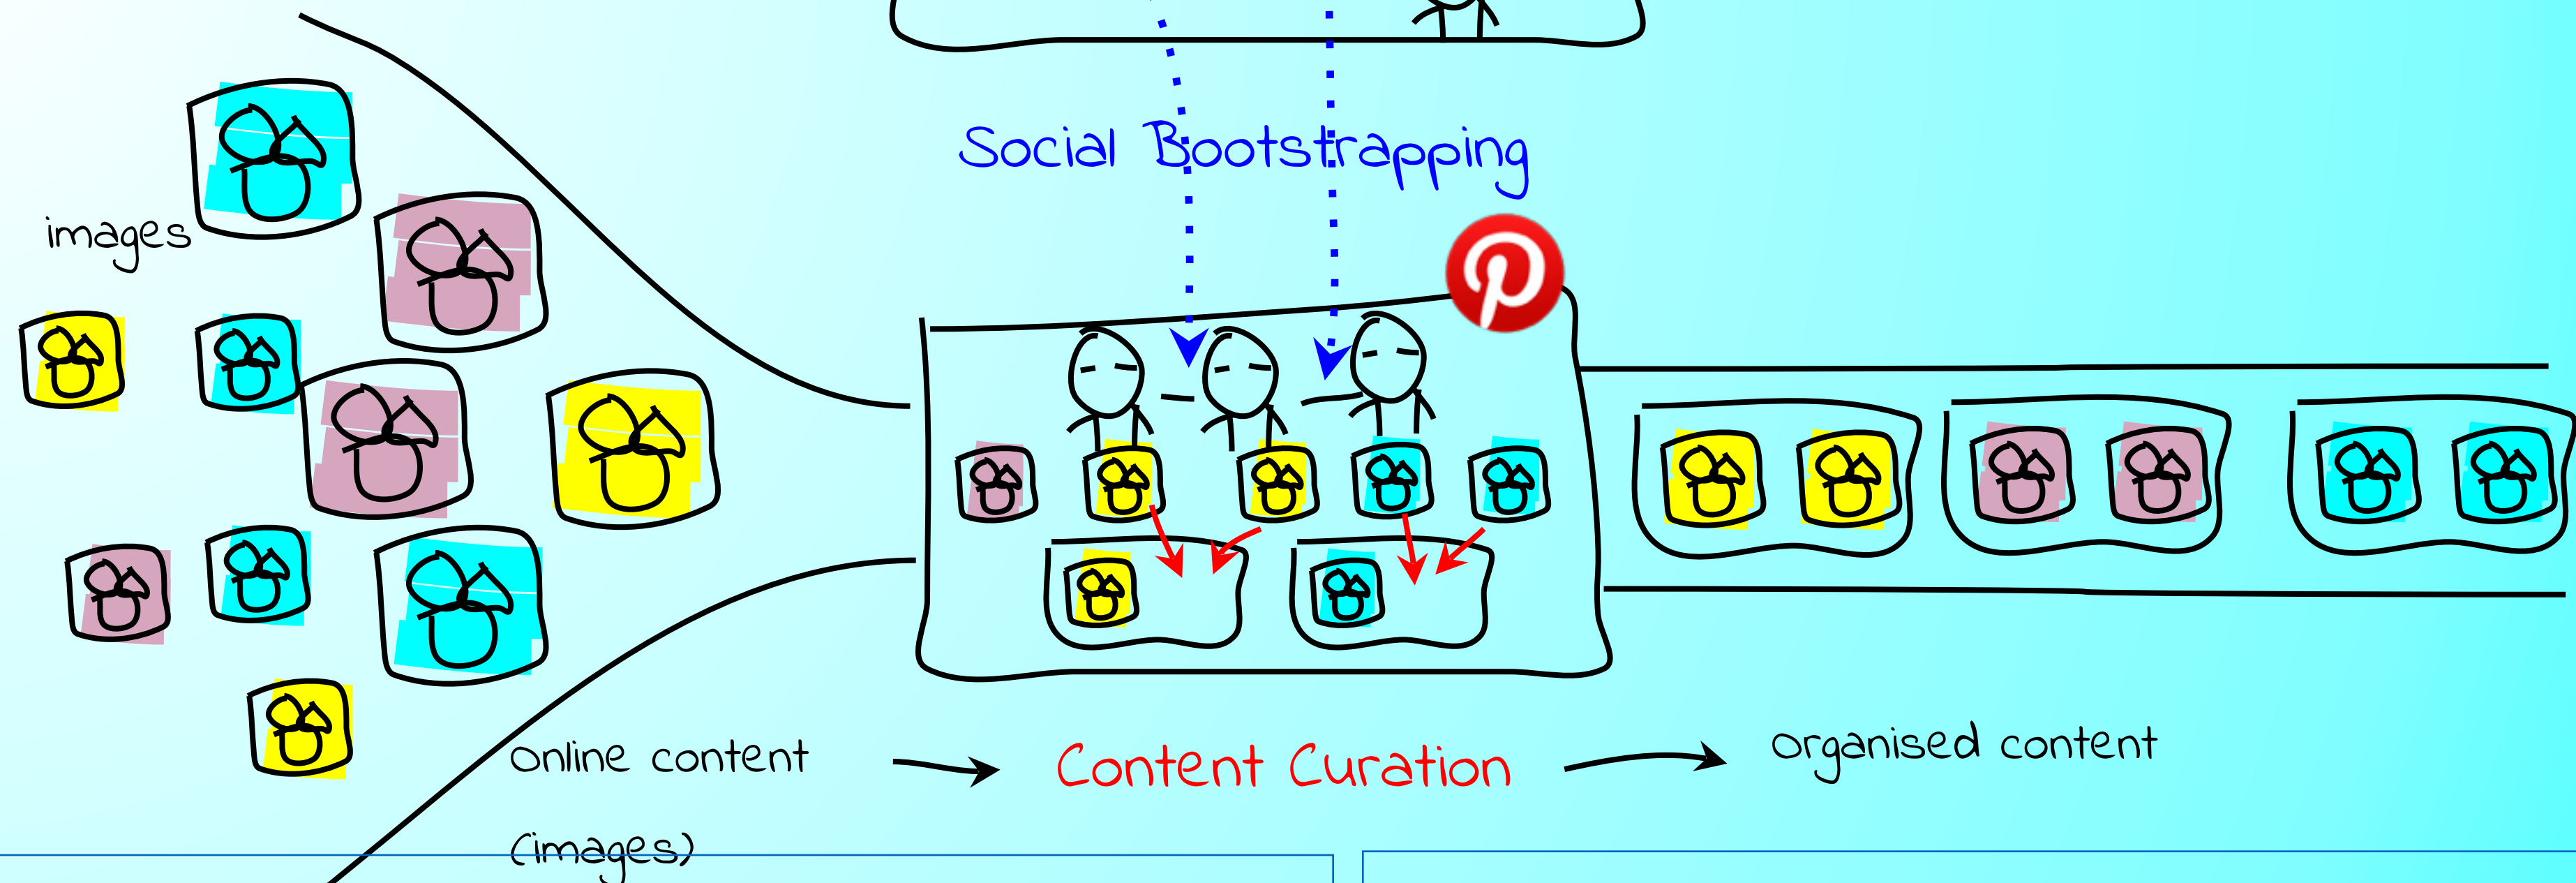 Social Bootstrapping
images
Online content
(images)
Content Curation
Organised content